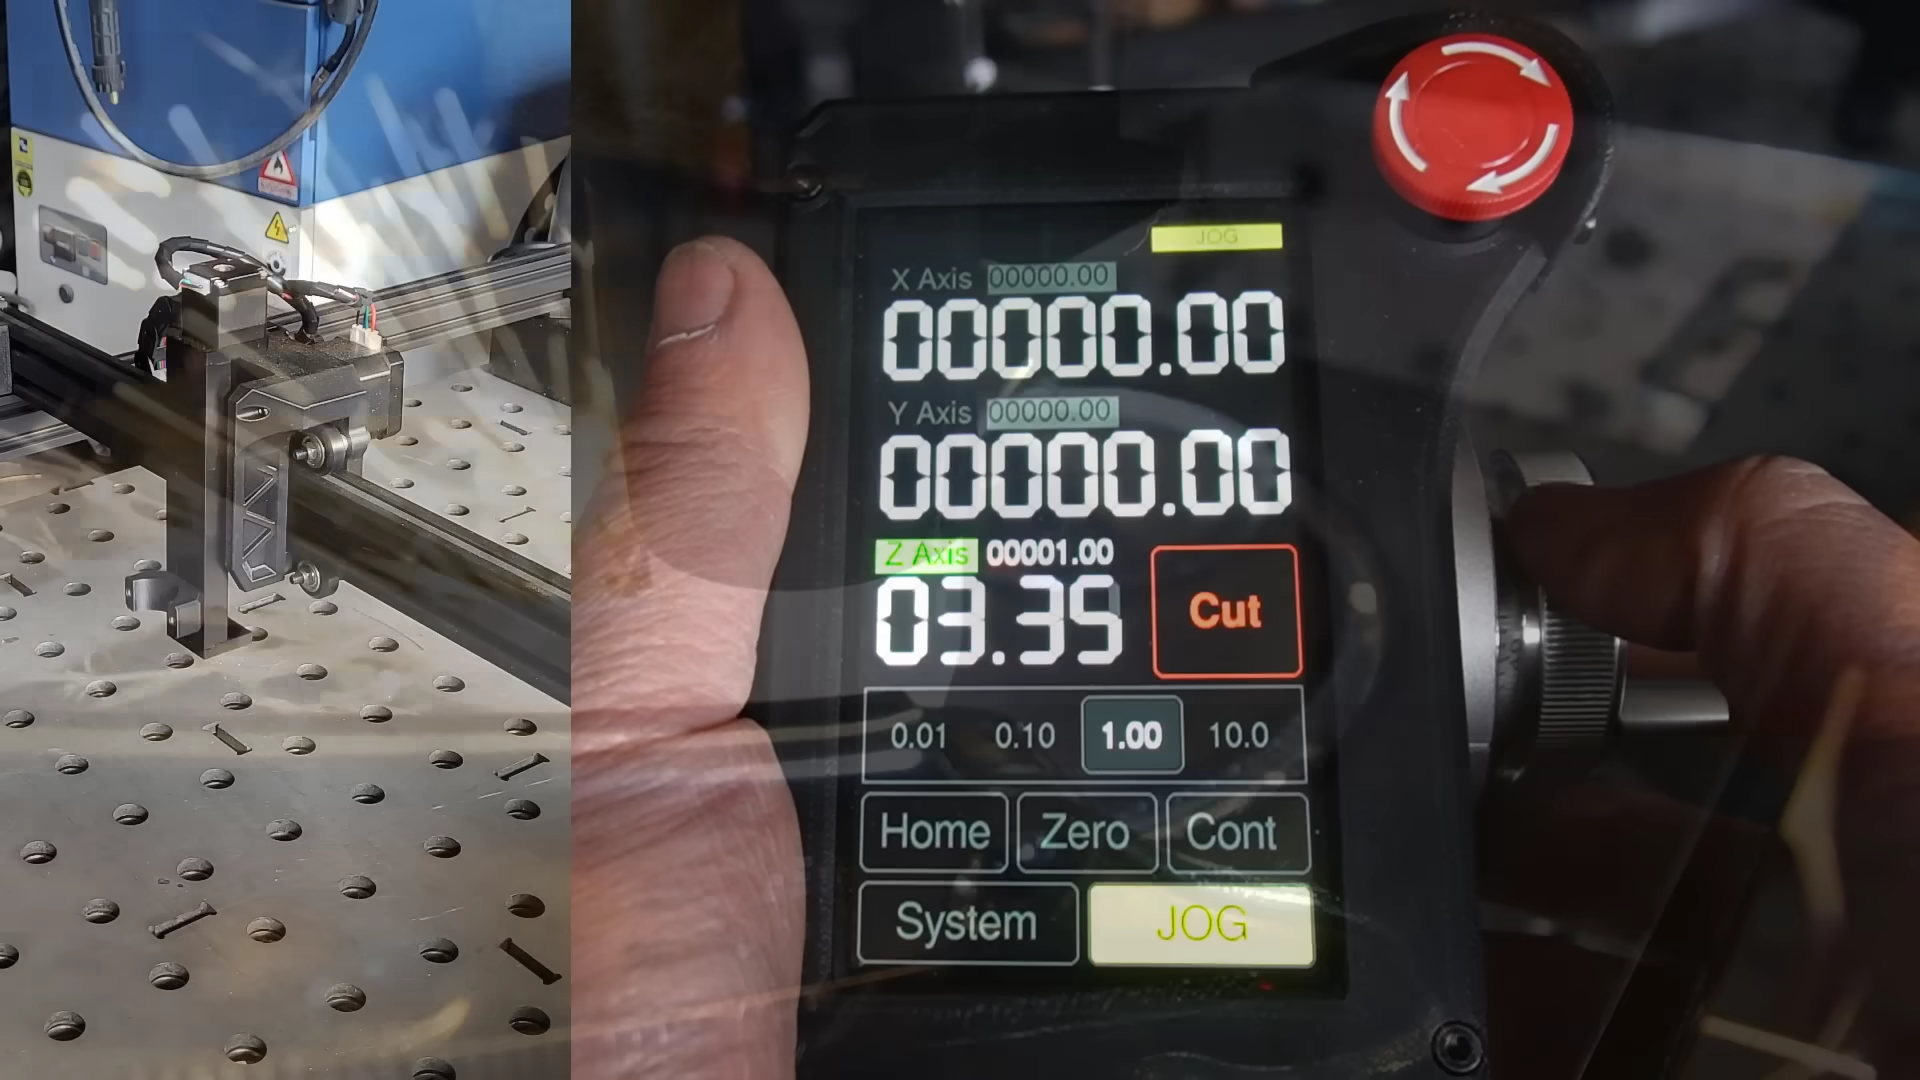 JOG
X Axis 00000.00
00000.00
Y Axis 00000.00
00000.00
Z Axis 00001.00
03.35
Cut
0.01 0.10 1.00 10.0
Home Zero Cont
System JOG